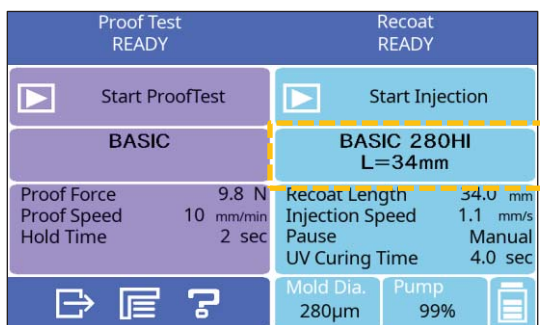 Proof Test
READY
Recoat
READY
Start ProofTest
Start Injection
BASIC
BASIC 280HI
L=34mm
Proof Force 9.8 N
Proof Speed 10 mm/min
Hold Time 2 sec
Recoat Length 34.0 mm
Injection Speed 1.1 mm/s
Pause Manual
UV Curing Time 4.0 sec
Mold Dia.
280μm
Pump
99%